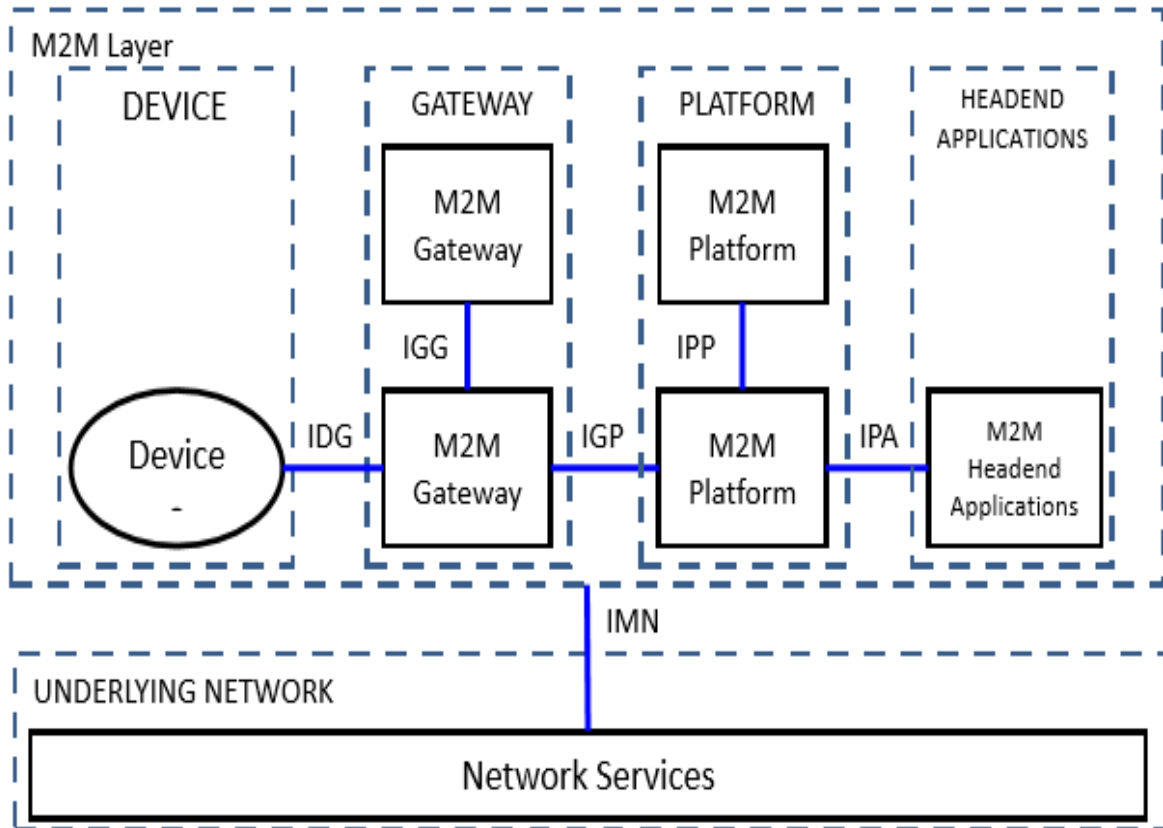 M2M Layer
DEVICE
GATEWAY
PLATFORM
HEADEND
APPLICATIONS
M2M
Gateway
M2M
Platform
IGG
IPP
Device
-
IDG
M2M
Gateway
IGP
M2M
Platform
IPA
M2M
Headend
Applications
IMN
UNDERLYING NETWORK
Network Services